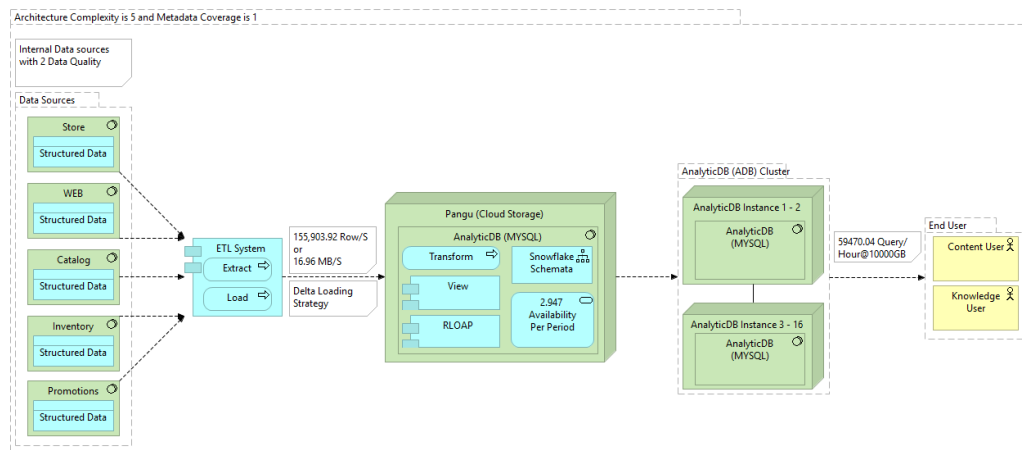 Architecture Complexity is 5 and Metadata Coverage is 1
Internal Data sources
with 2 Data Quality
Data Sources
Store
Structured Data
WEB
Structured Data
Catalog
Structured Data
Inventory
Structured Data
Promotions
Structured Data
ETL System
Extract
Load
155,903.92 Row/S
or
16.96 MB/S
Delta Loading
Strategy
Pangu (Cloud Storage)
AnalyticDB (MYSQL)
Transform
View
RLOAP
Snowflake
Schemata
2.947
Availability
Per Period
AnalyticDB (ADB) Cluster
AnalyticDB Instance 1 - 2
AnalyticDB
(MYSQL)
AnalyticDB Instance 3 - 16
AnalyticDB
(MYSQL)
59470.04 Query/
Hour@10000GB
End User
Content User
Knowledge
User